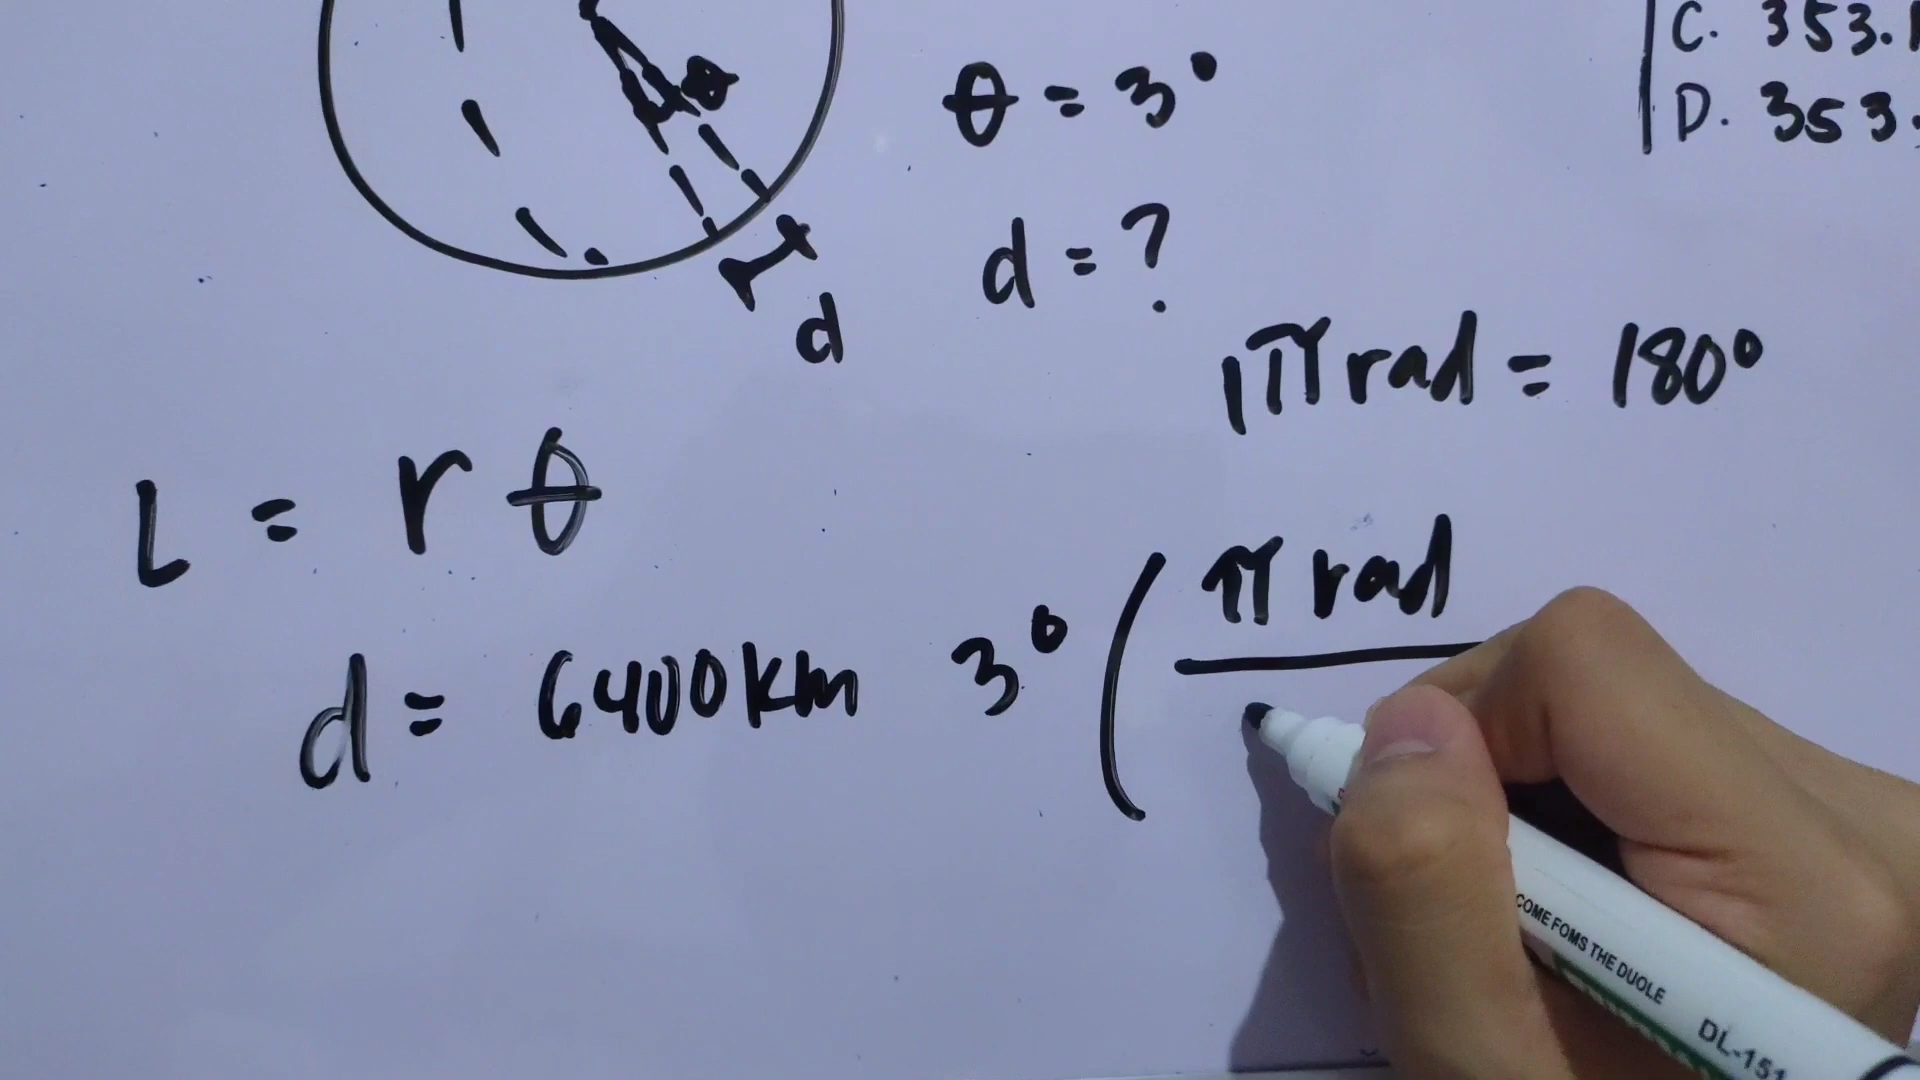 C. 353.
D. 353.
θ
θ = 3°
d = ?
d
1π rad = 180°
L = r θ
π rad
d = 6400 km 3° (
COME FOMS THE DUOLE
DL-151